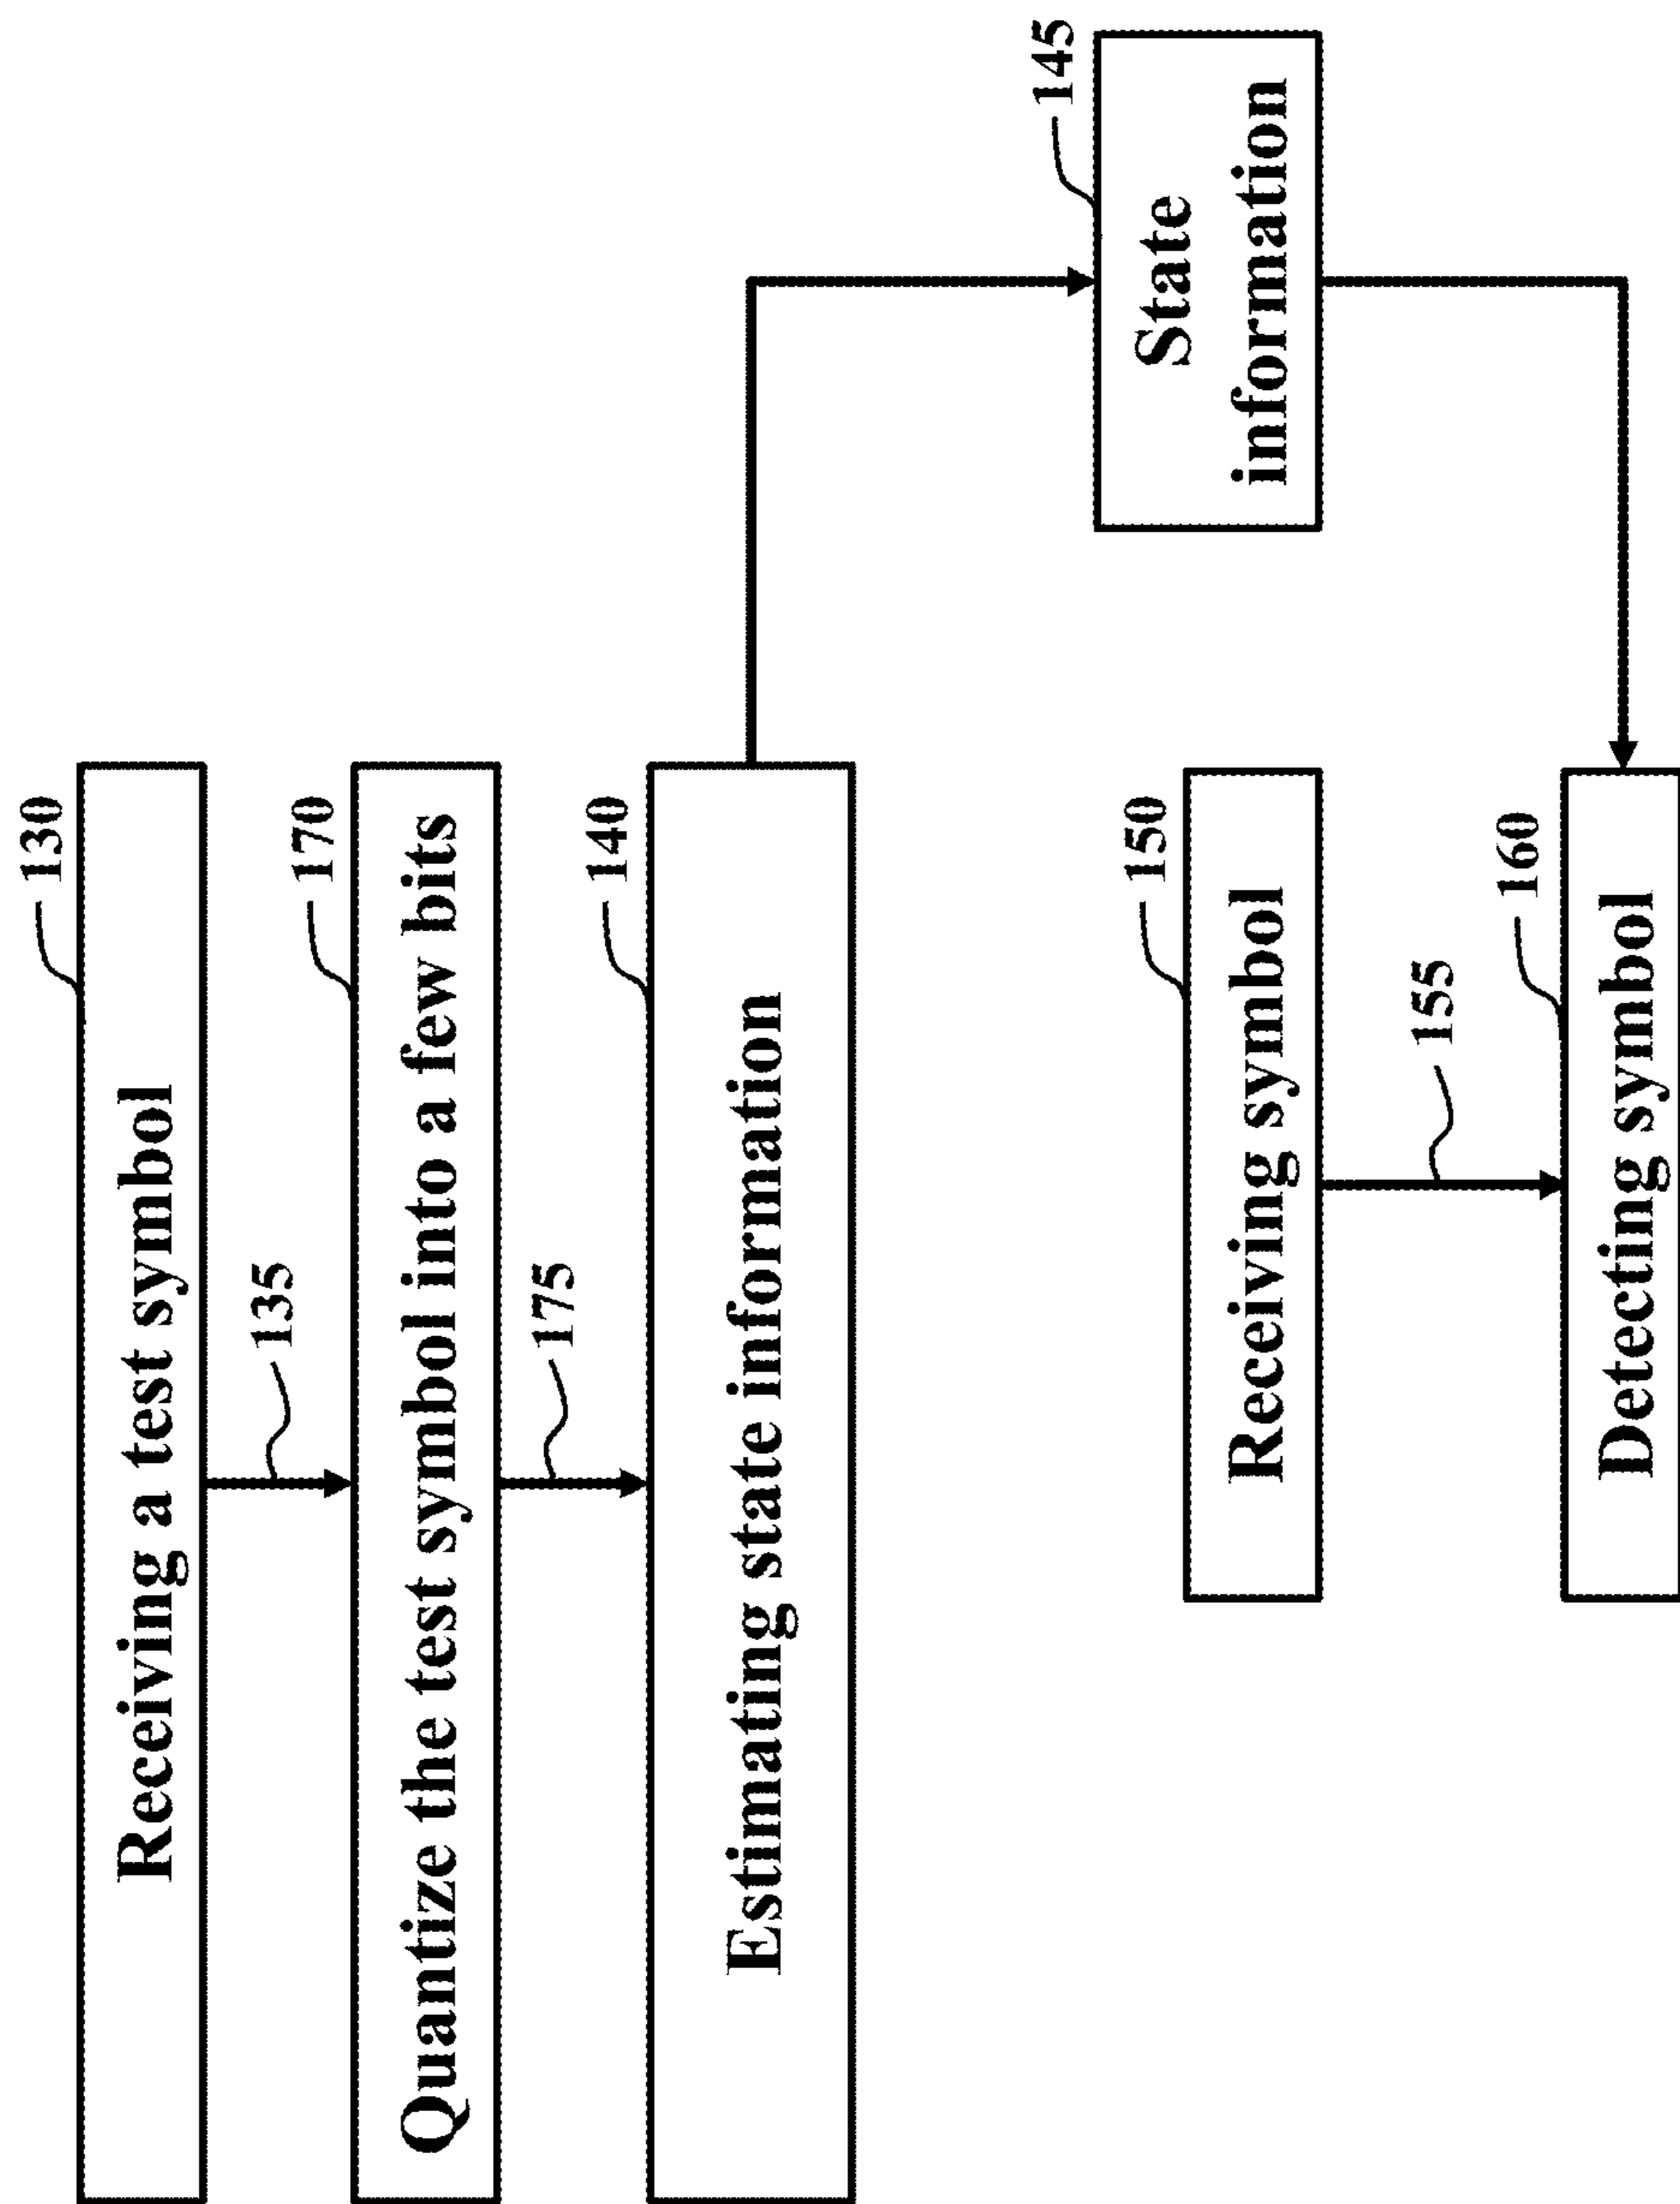 130
Receiving a test symbol
135
170
Quantize the test symbol into a few bits
175
140
Estimating state information
145
State
information
150
Receiving symbol
155
160
Detecting symbol